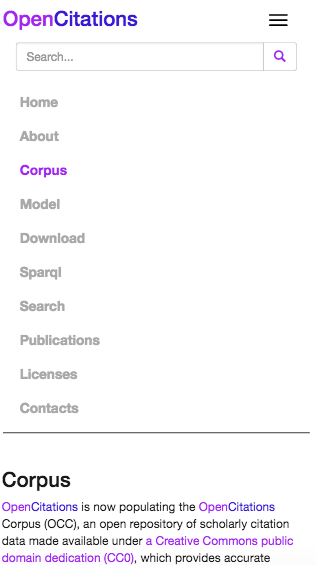 OpenCitations
Search...
Home
About
Corpus
Model
Download
Sparql
Search
Publications
Licenses
Contacts
Corpus
OpenCitations is now populating the OpenCitations
Corpus (OCC), an open repository of scholarly citation
data made available under a Creative Commons public
domain dedication (CC0), which provides accurate